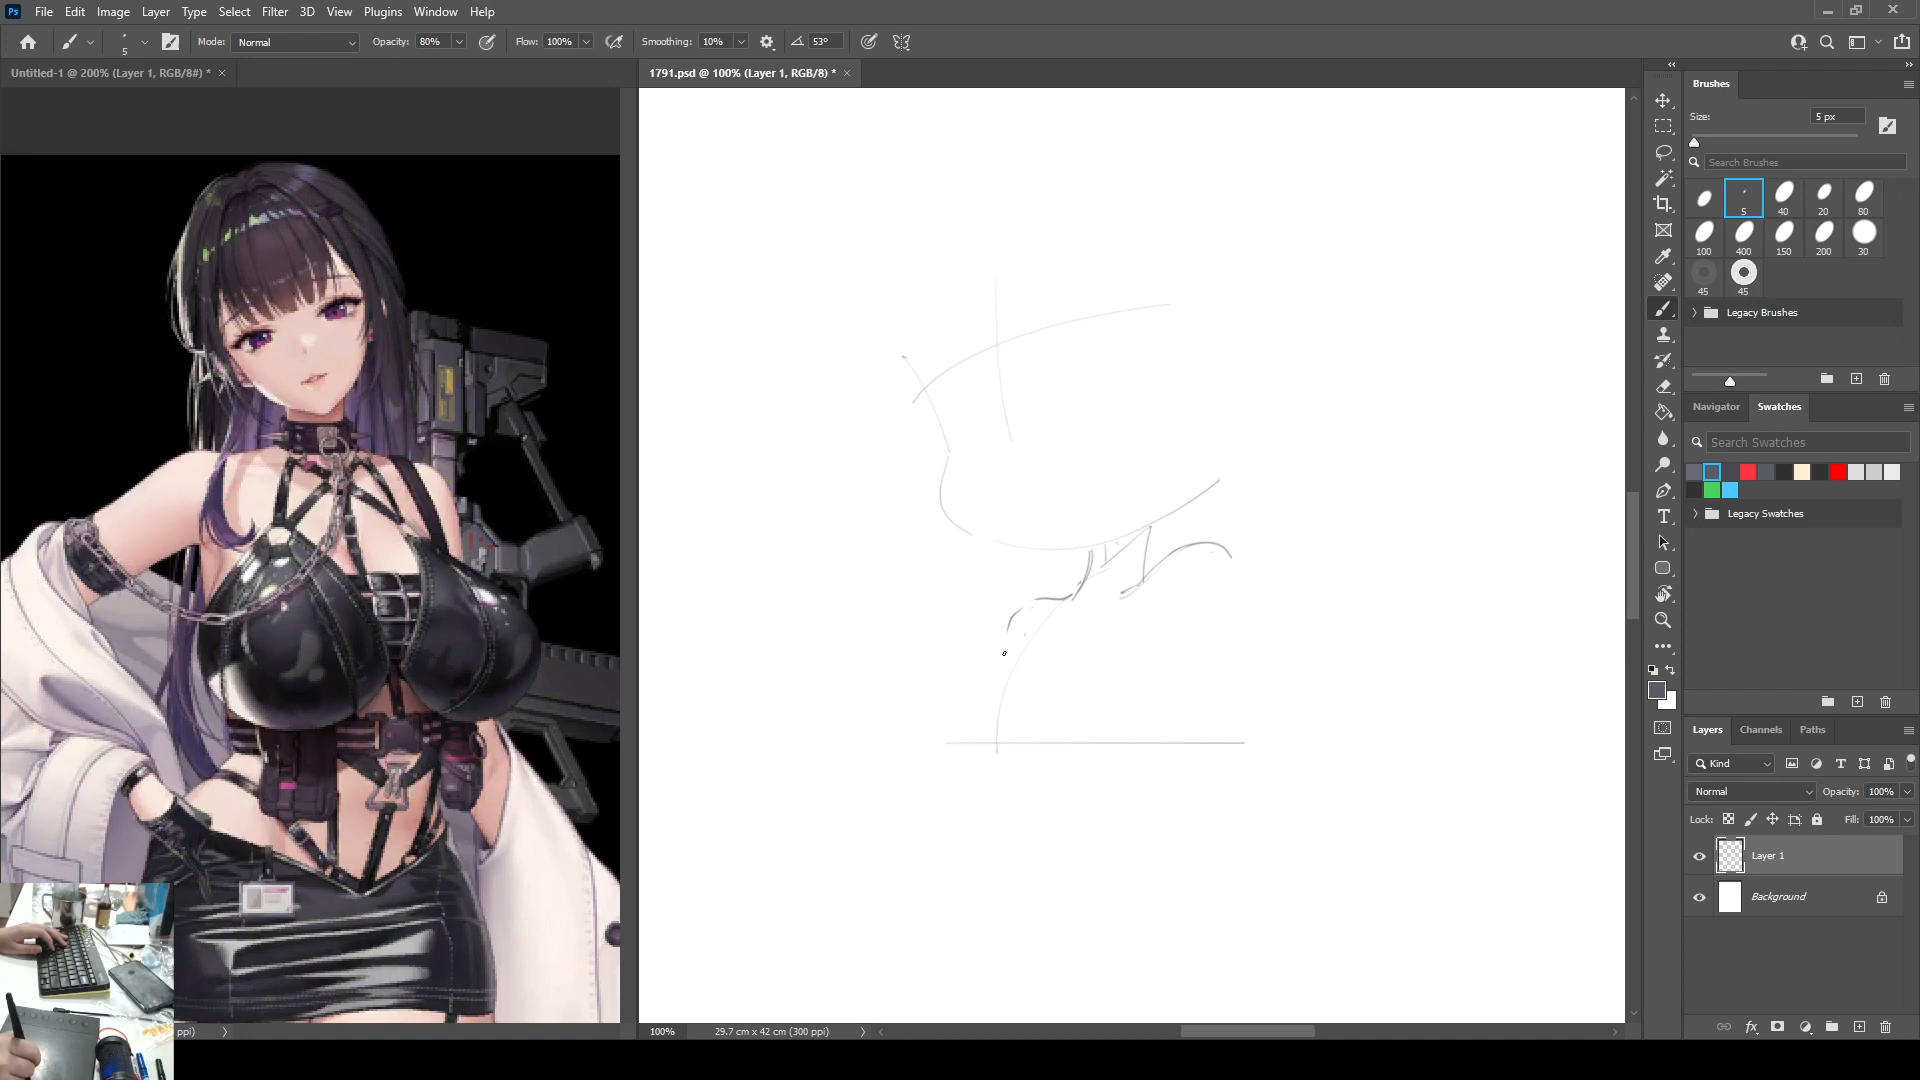 Ps File Edit Image Layer Type Select Filter 3D View Plugins Window Help
5 Mode: Normal Opacity: 80% Flow: 100% Smoothing: 10% 53°
Untitled-1 @ 200% (Layer 1, RGB/8#) * ×
1791.psd @ 100% (Layer 1, RGB/8) * ×
Brushes
Size: 5 px
Search Brushes
5 40 20 80
100 400 150 200 30
45 45
Legacy Brushes
Navigator Swatches
Search Swatches
Legacy Swatches
Layers Channels Paths
Kind
Normal Opacity: 100%
Lock: Fill: 100%
Layer 1
Background
ppi)
100% 29.7 cm x 42 cm (300 ppi)